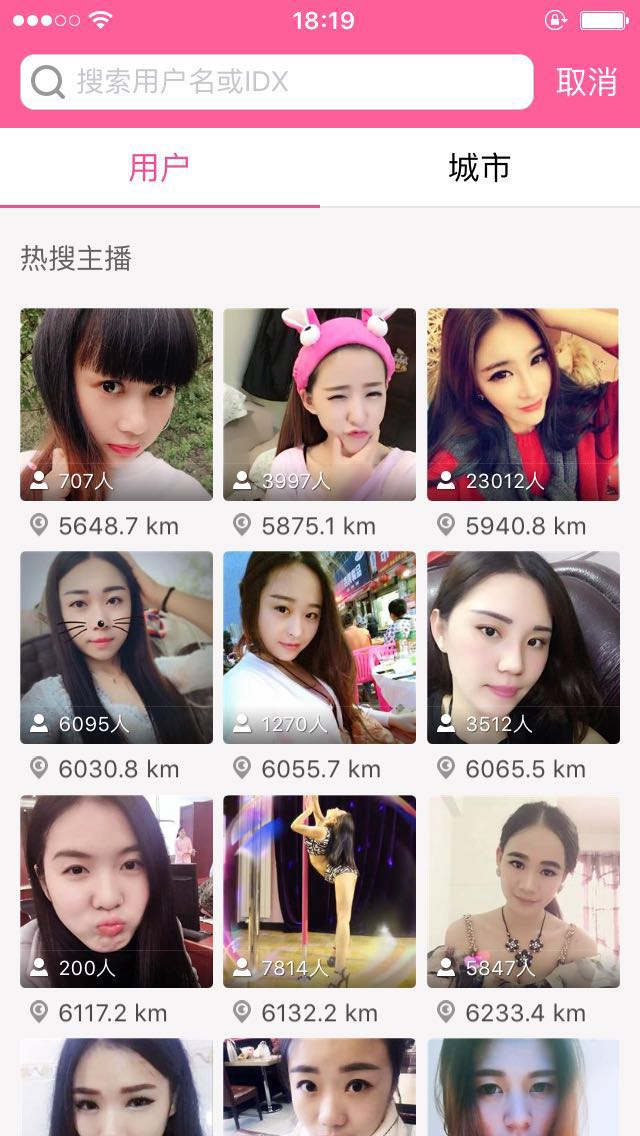 18:19
搜索用户名或IDX
取消
用户
城市
热搜主播
707人
3997人
23012人
5648.7 km
5875.1 km
5940.8 km
6095人
1270人
3512人
6030.8 km
6055.7 km
6065.5 km
200人
7814人
5847人
6117.2 km
6132.2 km
6233.4 km